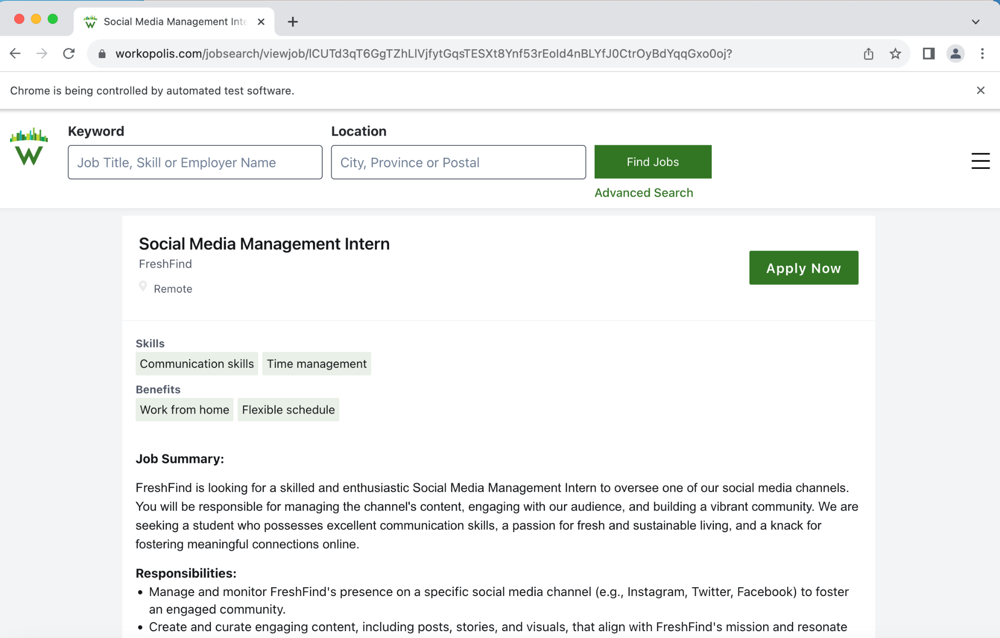 Social Media Management Inte
workopolis.com/jobsearch/viewjob/lCUTd3qT6GgTZhLlVjfytGqsTESXt8Ynf53rEoId4nBLYfJ0CtrOyBdYqqGxo0oj?
Chrome is being controlled by automated test software.
W
Keyword
Location
Job Title, Skill or Employer Name
City, Province or Postal
Find Jobs
Advanced Search
Social Media Management Intern
FreshFind
Remote
Apply Now
Skills
Communication skills Time management
Benefits
Work from home Flexible schedule
Job Summary:
FreshFind is looking for a skilled and enthusiastic Social Media Management Intern to oversee one of our social media channels.
You will be responsible for managing the channel's content, engaging with our audience, and building a vibrant community. We are
seeking a student who possesses excellent communication skills, a passion for fresh and sustainable living, and a knack for
fostering meaningful connections online.
Responsibilities:
• Manage and monitor FreshFind's presence on a specific social media channel (e.g., Instagram, Twitter, Facebook) to foster
an engaged community.
• Create and curate engaging content, including posts, stories, and visuals, that align with FreshFind's mission and resonate